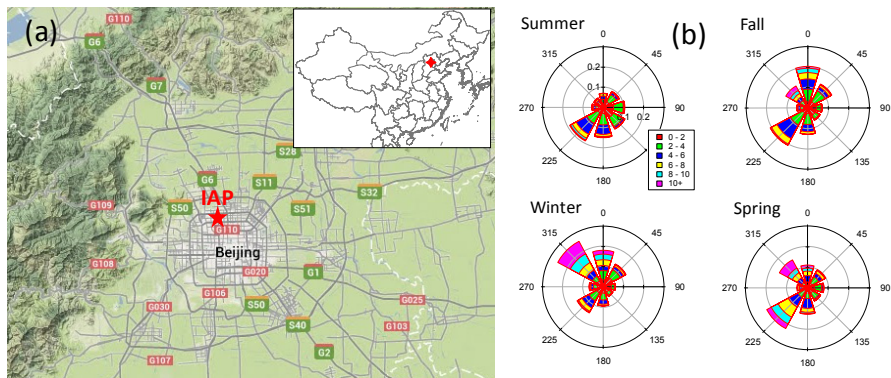 (a)
G110
G6
G7
S28
G6
S11
S32
S50
IAP
S51
G109
G110
Beijing
G108
G020
G1
G106
G030
S50
G025
S40
G103
G107
G2
(b)
Summer
0
315
45
0.2
0.1
270
0.1 0.2
90
225
135
180
0 - 2
2 - 4
4 - 6
6 - 8
8 - 10
10+
Fall
0
315
45
270
90
225
135
180
Winter
0
315
45
270
90
225
135
180
Spring
0
315
45
270
90
225
135
180